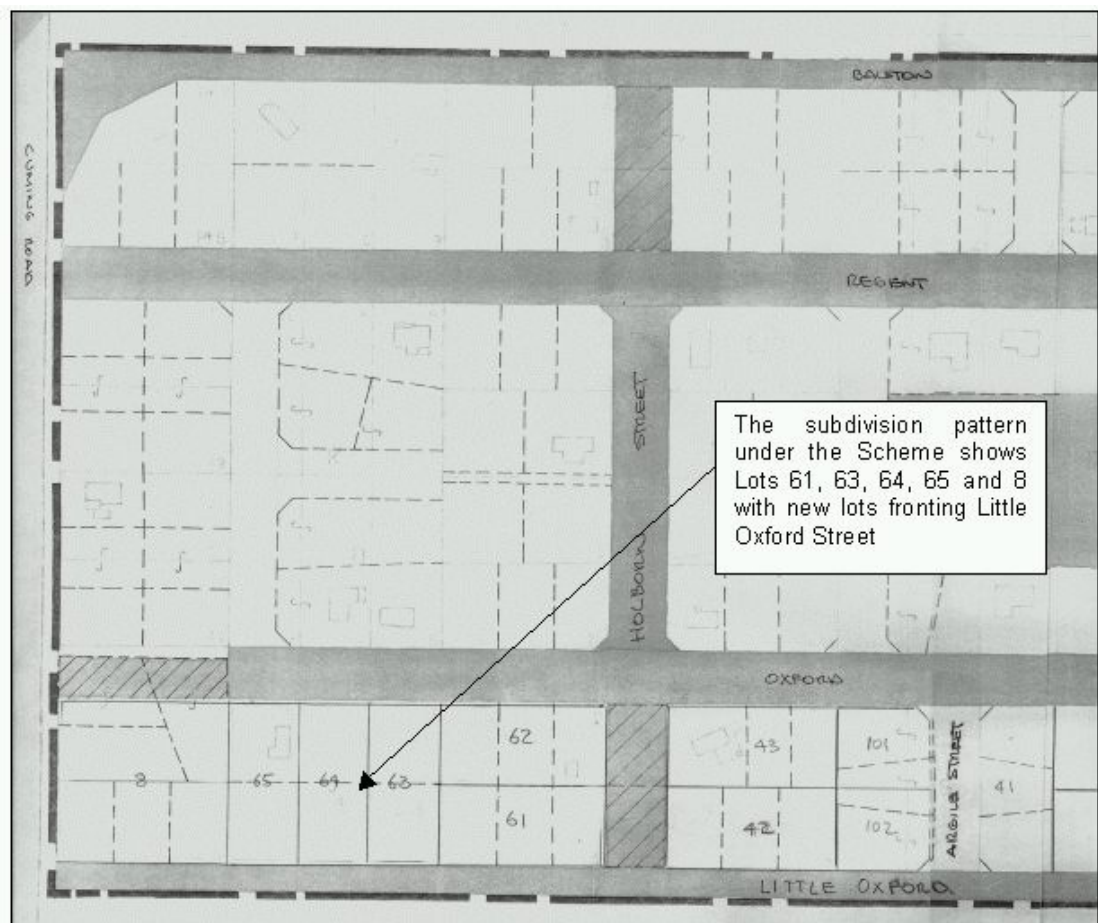 BALSTON
CUMING ROAD
REGENT
STREET
HOLBORN
The subdivision pattern
under the Scheme shows
Lots 61, 63, 64, 65 and 8
with new lots fronting Little
Oxford Street
OXFORD
62
43
101
ARGILE STREET
8
65
64
63
41
61
42
102
LITTLE OXFORD